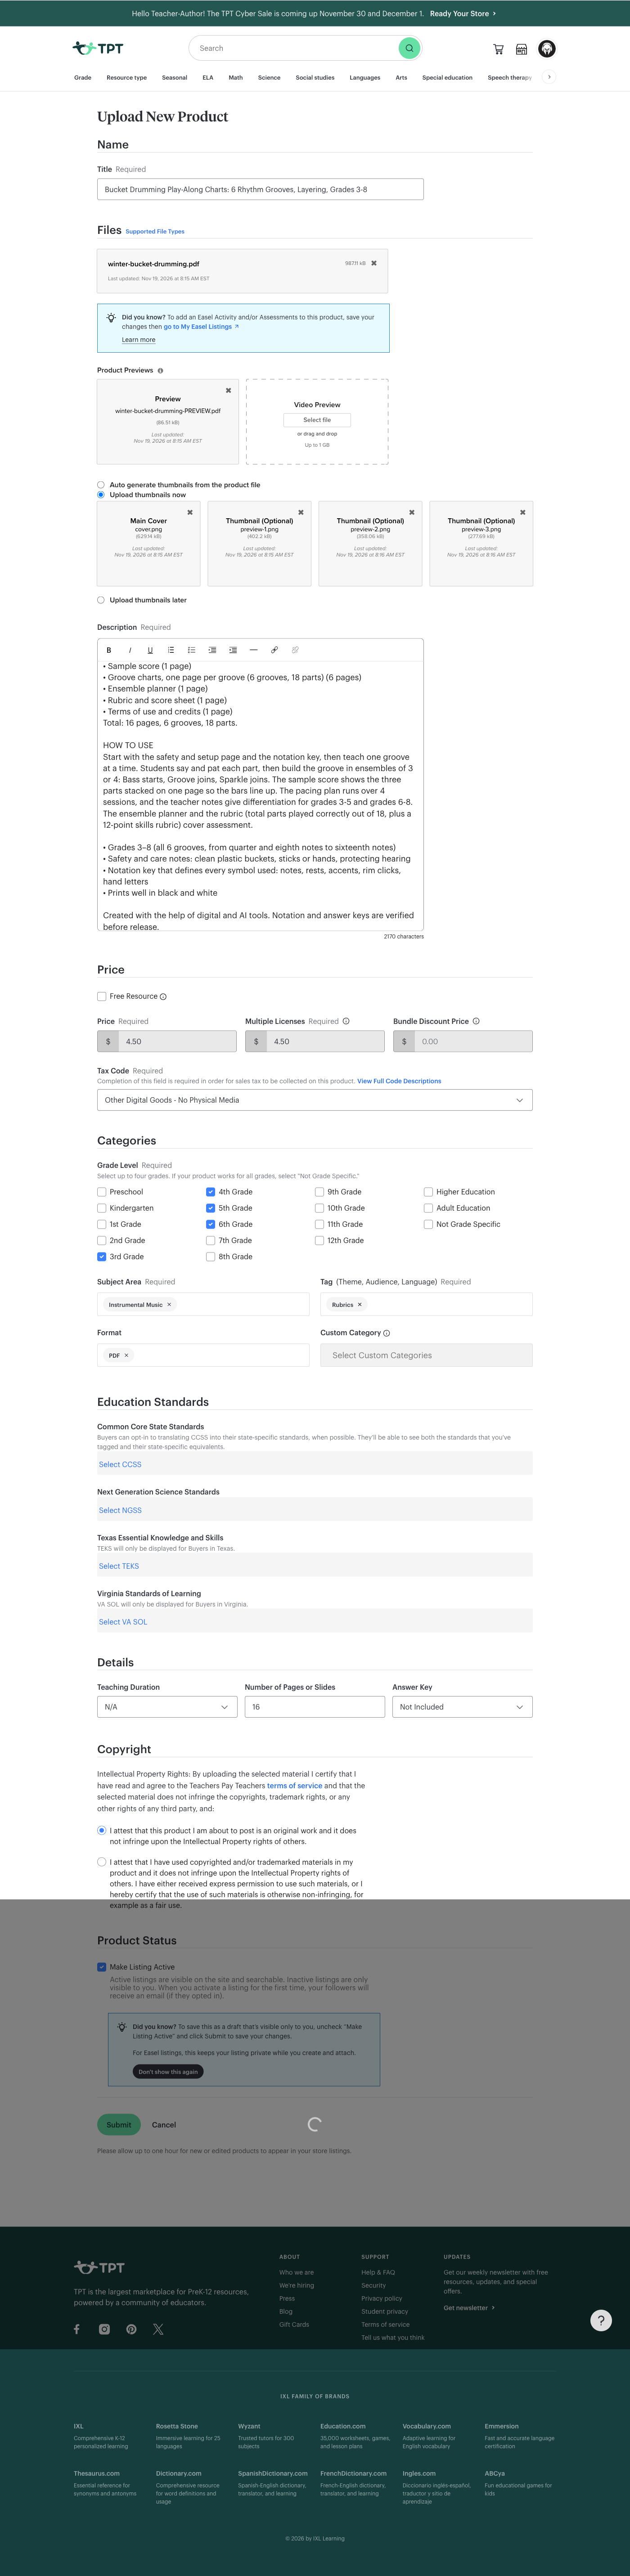 Hello Teacher-Author! The TPT Cyber Sale is coming up November 30 and December 1. Ready Your Store >
TPT
Search
Grade Resource type Seasonal ELA Math Science Social studies Languages Arts Special education Speech therapy
Upload New Product
Name
Title Required
Bucket Drumming Play-Along Charts: 6 Rhythm Grooves, Layering, Grades 3-8
Files Supported File Types
winter-bucket-drumming.pdf
Last updated: Nov 19, 2026 at 8:15 AM EST
Did you know? To add an Easel Activity and/or Assessments to this product, save your
changes then go to My Easel Listings ↗
Learn more
Product Previews
Preview
winter-bucket-drumming-PREVIEW.pdf
(86.51 kB)
Last updated:
Nov 19, 2026 at 8:15 AM EST
Video Preview
Select file
or drag and drop
Up to 1 GB
Auto generate thumbnails from the product file
Upload thumbnails now
Main Cover
cover.png
(629.14 kB)
Last updated:
Nov 19, 2026 at 8:15 AM EST
Thumbnail (Optional)
preview-1.png
(402.2 kB)
Last updated:
Nov 19, 2026 at 8:15 AM EST
Thumbnail (Optional)
preview-2.png
(358.06 kB)
Last updated:
Nov 19, 2026 at 8:15 AM EST
Thumbnail (Optional)
preview-3.png
(277.69 kB)
Last updated:
Nov 19, 2026 at 8:16 AM EST
Upload thumbnails later
Description Required
B I U
• Sample score (1 page)
• Groove charts, one page per groove (6 grooves, 18 parts) (6 pages)
• Ensemble planner (1 page)
• Rubric and score sheet (1 page)
• Terms of use and credits (1 page)
Total: 16 pages, 6 grooves, 18 parts.
HOW TO USE
Start with the safety and setup page and the notation key, then teach one groove
at a time. Students say and pat each part, then build the groove in ensembles of 3
or 4: Bass starts, Groove joins, Sparkle joins. The sample score shows the three
parts stacked on one page so the bars line up. The pacing plan runs over 4
sessions, and the teacher notes give differentiation for grades 3-5 and grades 6-8.
The ensemble planner and the rubric (total parts played correctly out of 18, plus a
12-point skills rubric) cover assessment.
• Grades 3–8 (all 6 grooves, from quarter and eighth notes to sixteenth notes)
• Safety and care notes: clean plastic buckets, sticks or hands, protecting hearing
• Notation key that defines every symbol used: notes, rests, accents, rim clicks,
hand letters
• Prints well in black and white
Created with the help of digital and AI tools. Notation and answer keys are verified
before release.
2170 characters
Price
Free Resource
Price Required
$ 4.50
Multiple Licenses Required
$ 4.50
Bundle Discount Price
$ 0.00
Tax Code Required
Completion of this field is required in order for sales tax to be collected on this product. View Full Code Descriptions
Other Digital Goods - No Physical Media
Categories
Grade Level Required
Select up to four grades. If your product works for all grades, select "Not Grade Specific."
Preschool 4th Grade 9th Grade Higher Education
Kindergarten 5th Grade 10th Grade Adult Education
1st Grade 6th Grade 11th Grade Not Grade Specific
2nd Grade 7th Grade 12th Grade
3rd Grade 8th Grade
Subject Area Required
Instrumental Music ×
Tag (Theme, Audience, Language) Required
Rubrics ×
Format
PDF ×
Custom Category
Select Custom Categories
Education Standards
Common Core State Standards
Buyers can opt-in to translating CCSS into their state-specific standards, when possible. They'll be able to see both the standards that you've
tagged and their state-specific equivalents.
Select CCSS
Next Generation Science Standards
Select NGSS
Texas Essential Knowledge and Skills
TEKS will only be displayed for Buyers in Texas.
Select TEKS
Virginia Standards of Learning
VA SOL will only be displayed for Buyers in Virginia.
Select VA SOL
Details
Teaching Duration
N/A
Number of Pages or Slides
16
Answer Key
Not Included
Copyright
Intellectual Property Rights: By uploading the selected material I certify that I
have read and agree to the Teachers Pay Teachers terms of service and that the
selected material does not infringe the copyrights, trademark rights, or any
other rights of any third party, and:
I attest that this product I am about to post is an original work and it does
not infringe upon the Intellectual Property rights of others.
I attest that I have used copyrighted and/or trademarked materials in my
product and it does not infringe upon the Intellectual Property rights of
others. I have either received express permission to use such materials, or I
hereby certify that the use of such materials is otherwise non-infringing, for
example as a fair use.
Product Status
Make Listing Active
Active listings are visible on the site and searchable. Inactive listings are only
visible to you. When you activate a listing for the first time, your followers will
receive an email (if they opted in).
Did you know? To save this as a draft that's visible only to you, uncheck "Make
Listing Active" and click Submit to save your changes.
For Easel listings, this keeps your listing private while you create and attach.
Don't show this again
Submit Cancel
Please allow up to one hour for new or edited products to appear in your store listings.
TPT
TPT is the largest marketplace for PreK-12 resources,
powered by a community of educators.
ABOUT
Who we are
We're hiring
Press
Blog
Gift Cards
SUPPORT
Help & FAQ
Security
Privacy policy
Student privacy
Terms of service
Tell us what you think
UPDATES
Get our weekly newsletter with free
resources, updates, and special
offers.
Get newsletter >
?
IXL FAMILY OF BRANDS
IXL
Comprehensive K-12
personalized learning
Rosetta Stone
Immersive learning for 25
languages
Wyzant
Trusted tutors for 300
subjects
Education.com
35,000 worksheets, games,
and lesson plans
Vocabulary.com
Adaptive learning for
English vocabulary
Emmersion
Fast and accurate language
certification
Thesaurus.com
Essential reference for
synonyms and antonyms
Dictionary.com
Comprehensive resource
for word definitions and
usage
SpanishDictionary.com
Spanish-English dictionary,
translator, and learning
FrenchDictionary.com
French-English dictionary,
translator, and learning
Ingles.com
Diccionario inglés-español,
traductor y sitio de
aprendizaje
ABCya
Fun educational games for
kids
© 2026 by IXL Learning